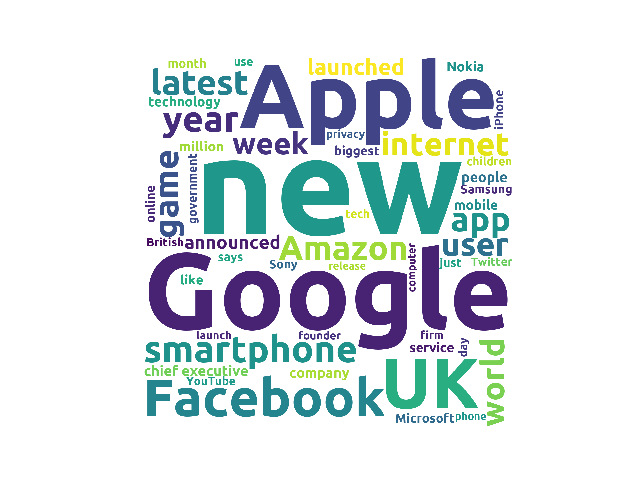 month
use
launched
Nokia
latest
Apple
technology
iPhone
year
privacy
week
internet
million
biggest
children
game
government
new
people
Samsung
online
mobile
tech
app
British
announced
Amazon
user
says
Sony
release
computer
just
Twitter
like
Google
launch
founder
firm
smartphone
service
day
world
chief executive
company
YouTube
Facebook
UK
Microsoft
phone